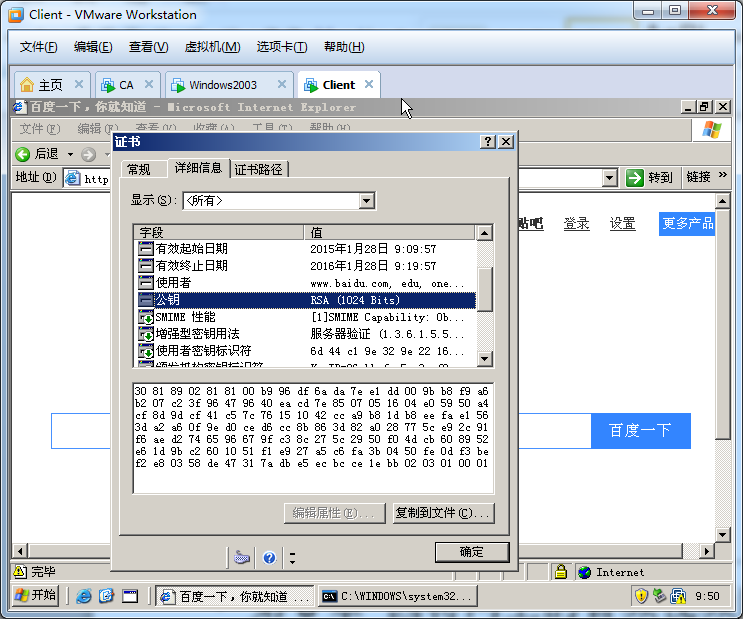 Client - VMware Workstation
文件(F) 编辑(E) 查看(V) 虚拟机(M) 选项卡(T) 帮助(H)
主页 CA Windows2003 Client
百度一下，你就知道 - Microsoft Internet Explorer
文件(F) 编辑(E) 查看(V) 收藏(A) 工具(T) 帮助(H)
证书
后退
常规 详细信息 证书路径
地址(D) http 转到 链接 »
显示(S): <所有>
贴吧 登录 设置 更多产品
字段 值
有效起始日期 2015年1月28日 9:09:57
有效终止日期 2016年1月28日 9:19:57
使用者 www.baidu.com, edu, one...
公钥 RSA (1024 Bits)
SMIME 性能 [1]SMIME Capability: Ob...
增强型密钥用法 服务器验证 (1.3.6.1.5.5...
使用者密钥标识符 6d 44 c1 9e 32 9e 22 16...
30 81 89 02 81 81 00 b9 96 df 6a da 7e e1 dd 00 9b b8 f9 a6
b2 07 c2 3f 96 47 96 40 ea cd 7e 85 07 05 16 04 e0 59 50 a4
cf 8d 9d cf 41 c5 7c 76 15 10 42 cc a9 b8 1d b8 ee fa e1 56
3d a2 a6 0f 9e d0 ce d6 cc 8b 86 3d 82 a0 28 77 5c e9 2c 91
f6 ae d2 74 65 96 67 9f c3 8c 27 5c 29 50 f0 4d cb 60 89 52
e6 1d 9b c2 60 10 51 f1 e9 27 a5 c6 fa 3b 04 50 fe 0d f3 be
f2 e8 03 58 de 47 31 7a db e5 ec bc ce 1e bb 02 03 01 00 01
百度一下
编辑属性(E)... 复制到文件(C)...
确定
完毕 Internet
开始 百度一下，你就知道 ... C:\WINDOWS\system32... 9:50